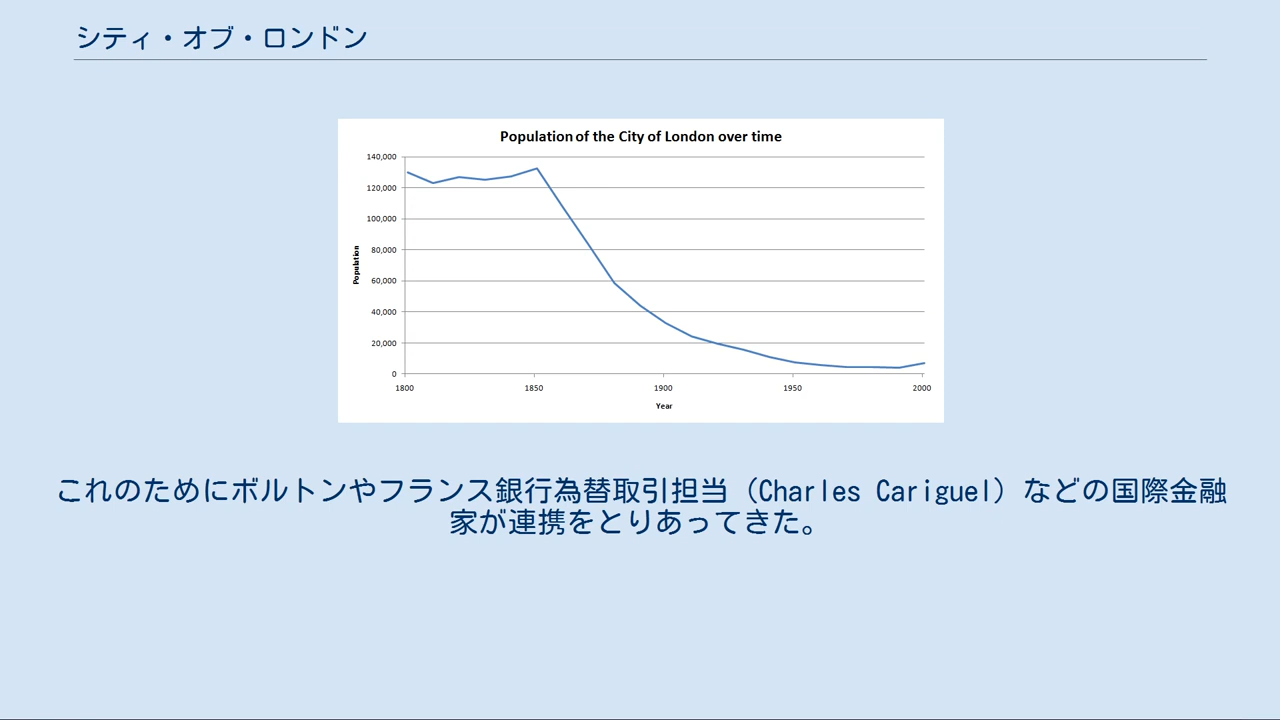 シティ・オブ・ロンドン
Population of the City of London over time
140,000
120,000
100,000
80,000
60,000
40,000
20,000
0
Population
1800 1850 1900 1950 2000
Year
これのためにボルトンやフランス銀行為替取引担当（Charles Cariguel）などの国際金融
家が連携をとりあってきた。